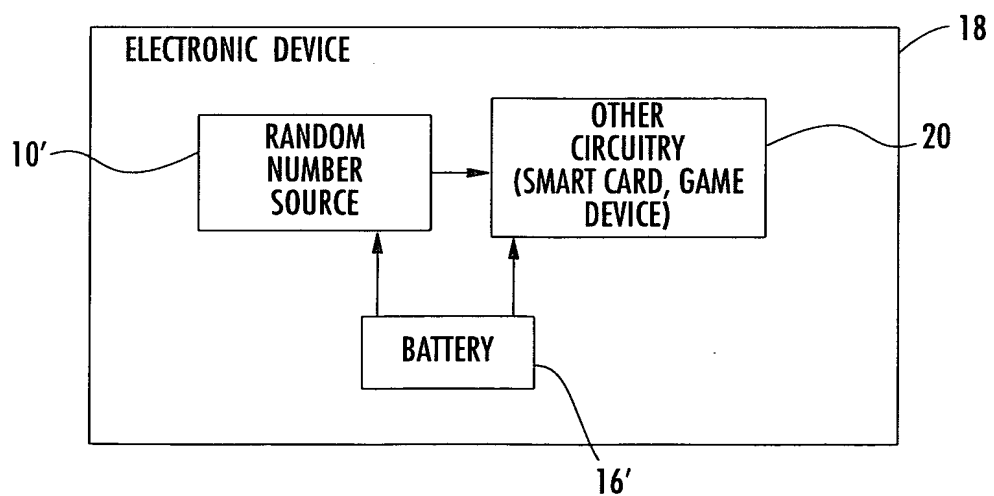 ELECTRONIC DEVICE
18
10'
RANDOM
NUMBER
SOURCE
OTHER
CIRCUITRY
(SMART CARD, GAME
DEVICE)
20
BATTERY
16'